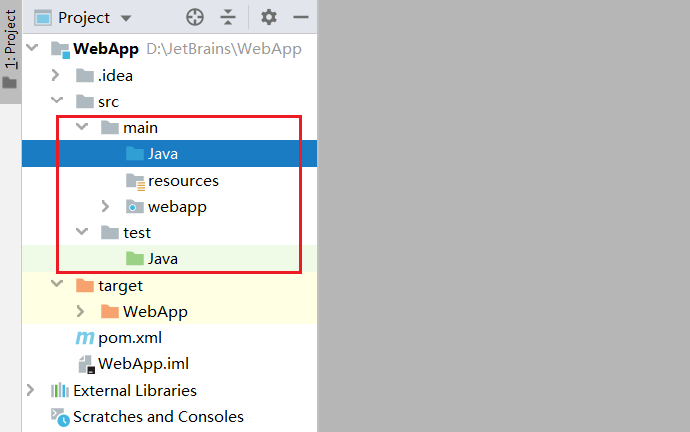 1: Project
Project
WebApp D:\JetBrains\WebApp
.idea
src
main
Java
resources
webapp
test
Java
target
WebApp
m pom.xml
WebApp.iml
External Libraries
Scratches and Consoles